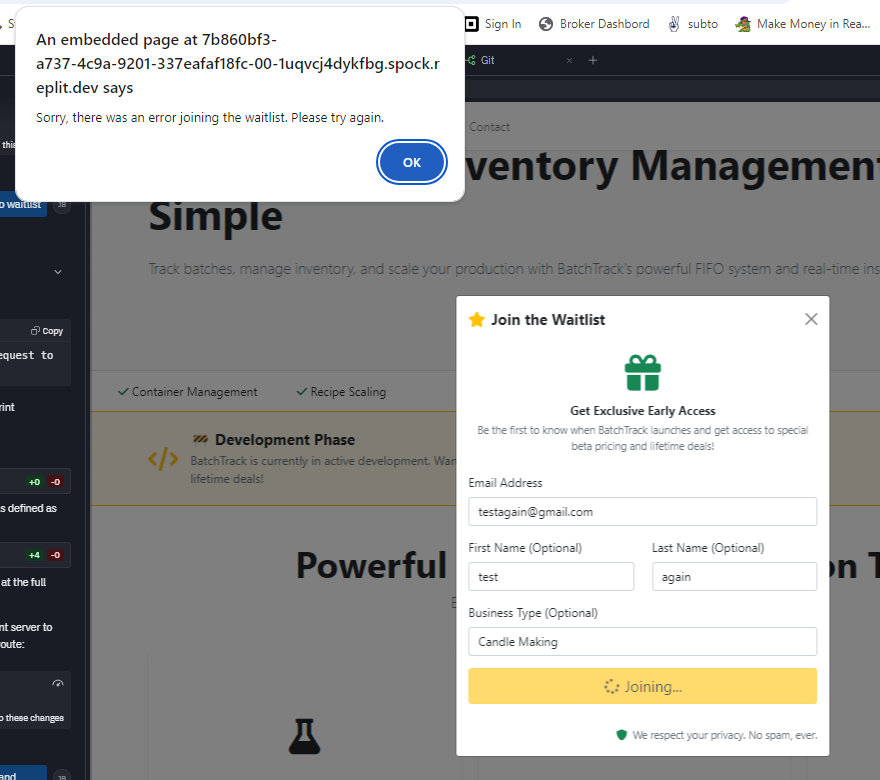 Sign In
Broker Dashbord
subto
Make Money in Rea...
An embedded page at 7b860bf3-
a737-4c9a-9201-337eafaf18fc-00-1uqvcj4dykfbg.spock.r
eplit.dev says
Sorry, there was an error joining the waitlist. Please try again.
OK
Git
Contact
this
o waitlist
JB
ventory Management
Simple
Track batches, manage inventory, and scale your production with BatchTrack's powerful FIFO system and real-time ins
Copy
equest to
rint
Container Management
Recipe Scaling
Development Phase
BatchTrack is currently in active development. Wan
lifetime deals!
+0 -0
s defined as
+4 -0
at the full
nt server to
route:
o these changes
and
JB
Powerful
on T
Join the Waitlist
Get Exclusive Early Access
Be the first to know when BatchTrack launches and get access to special
beta pricing and lifetime deals!
Email Address
testagain@gmail.com
First Name (Optional)
Last Name (Optional)
test
again
Business Type (Optional)
Candle Making
Joining...
We respect your privacy. No spam, ever.